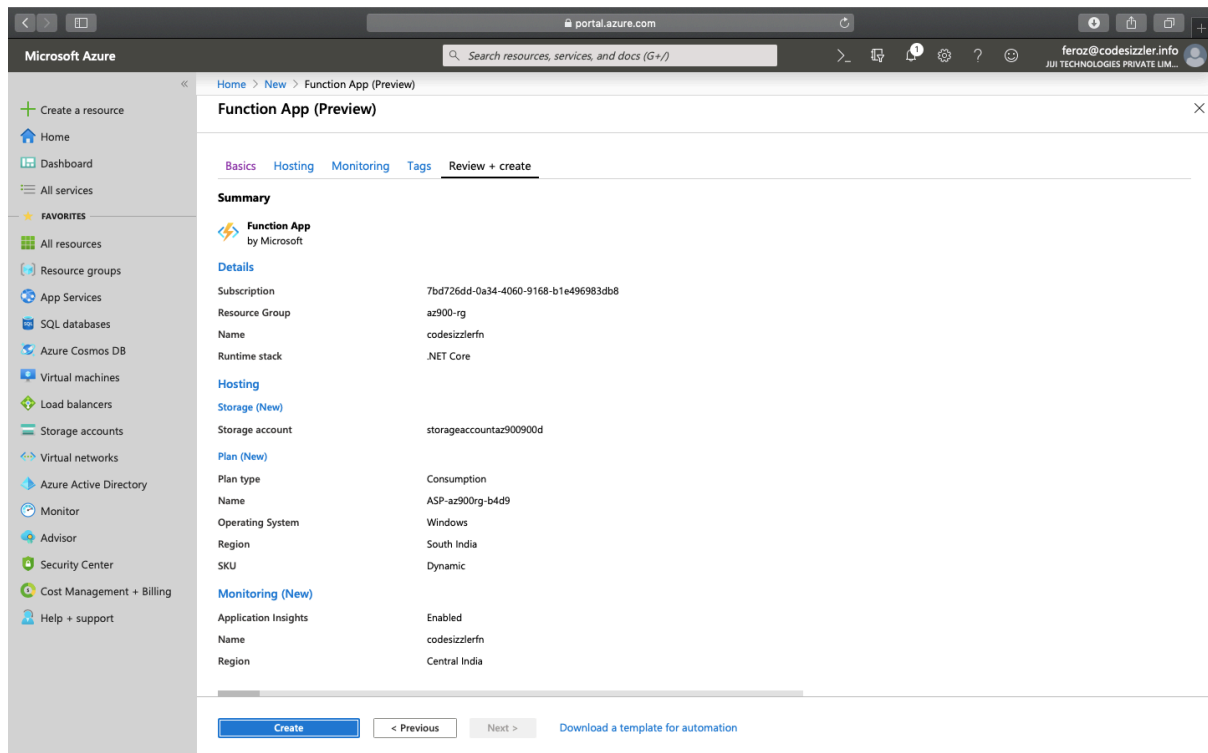 portal.azure.com
Microsoft Azure
Search resources, services, and docs (G+/)
1
feroz@codesizzler.info
JUI TECHNOLOGIES PRIVATE LIM...
Home > New > Function App (Preview)
Function App (Preview)
Create a resource
Home
Dashboard
All services
FAVORITES
All resources
Resource groups
App Services
SQL databases
Azure Cosmos DB
Virtual machines
Load balancers
Storage accounts
Virtual networks
Azure Active Directory
Monitor
Advisor
Security Center
Cost Management + Billing
Help + support
Basics Hosting Monitoring Tags Review + create
Summary
Function App
by Microsoft
Details
Subscription 7bd726dd-0a34-4060-9168-b1e496983db8
Resource Group az900-rg
Name codesizzlerfn
Runtime stack .NET Core
Hosting
Storage (New)
Storage account storageaccountaz900900d
Plan (New)
Plan type Consumption
Name ASP-az900rg-b4d9
Operating System Windows
Region South India
SKU Dynamic
Monitoring (New)
Application Insights Enabled
Name codesizzlerfn
Region Central India
Create < Previous Next > Download a template for automation